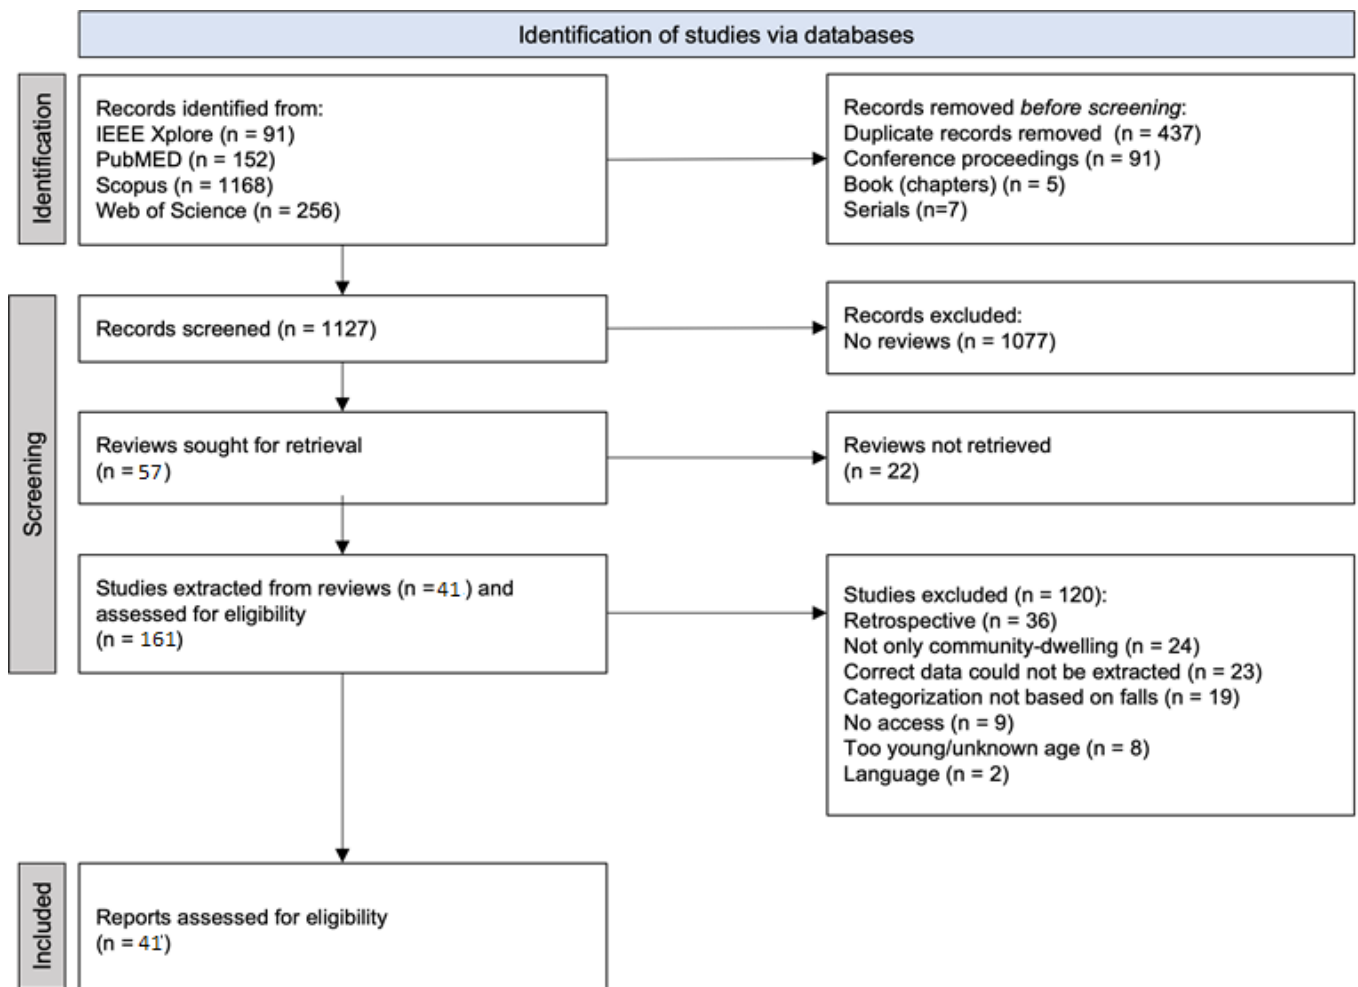 Identification of studies via databases
Identification
Records identified from:
IEEE Xplore (n = 91)
PubMED (n = 152)
Scopus (n = 1168)
Web of Science (n = 256)
Records removed before screening:
Duplicate records removed (n = 437)
Conference proceedings (n = 91)
Book (chapters) (n = 5)
Serials (n=7)
Screening
Records screened (n = 1127)
Records excluded:
No reviews (n = 1077)
Reviews sought for retrieval
(n = 57)
Reviews not retrieved
(n = 22)
Studies extracted from reviews (n =41 ) and
assessed for eligibility
(n = 161)
Studies excluded (n = 120):
Retrospective (n = 36)
Not only community-dwelling (n = 24)
Correct data could not be extracted (n = 23)
Categorization not based on falls (n = 19)
No access (n = 9)
Too young/unknown age (n = 8)
Language (n = 2)
Included
Reports assessed for eligibility
(n = 41)